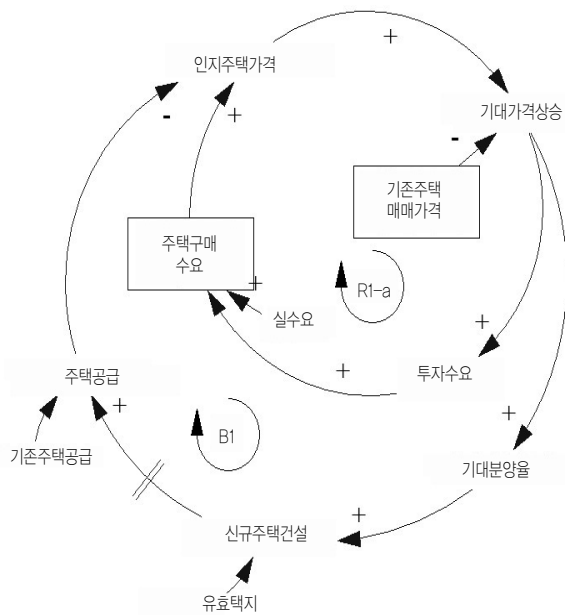 +
인지주택가격
기대가격상승
-
+
-
기존주택
매매가격
주택구매
수요
+
R1-a
실수요
+
주택공급
+
투자수요
+
+
B1
기존주택공급
기대분양율
+
신규주택건설
유효택지